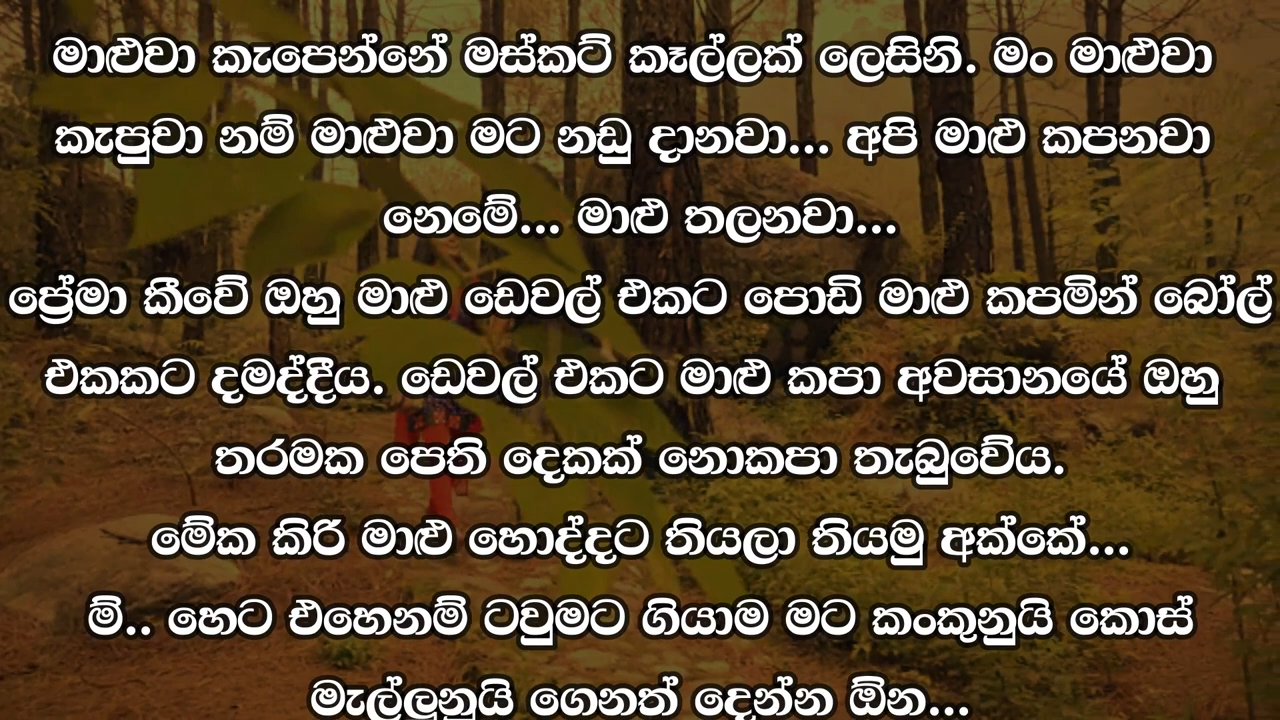 මාළුවා කැපෙන්නේ මස්කට් කෑල්ලක් ලෙසිනි. මං මාළුවා
කැපුවා නම් මාළුවා මට නඩු දානවා... අපි මාළු කපනවා
නෙමේ... මාළු තලනවා...
ප්‍රේමා කීවේ ඔහු මාළු ඩෙවල් එකට පොඩි මාළු කපමින් බෝල්
එකකට දමද්දීය. ඩෙවල් එකට මාළු කපා අවසානයේ ඔහු
තරමක පෙති දෙකක් නොකපා තැබුවේය.
මේක කිරි මාළු හොද්දට තියලා තියමු අක්කේ...
ම්.. හෙට එහෙනම් ටවුමට ගියාම මට කංකුනුයි කොස්
මැල්ලුනුයි ගෙනත් දෙන්න ඕන...